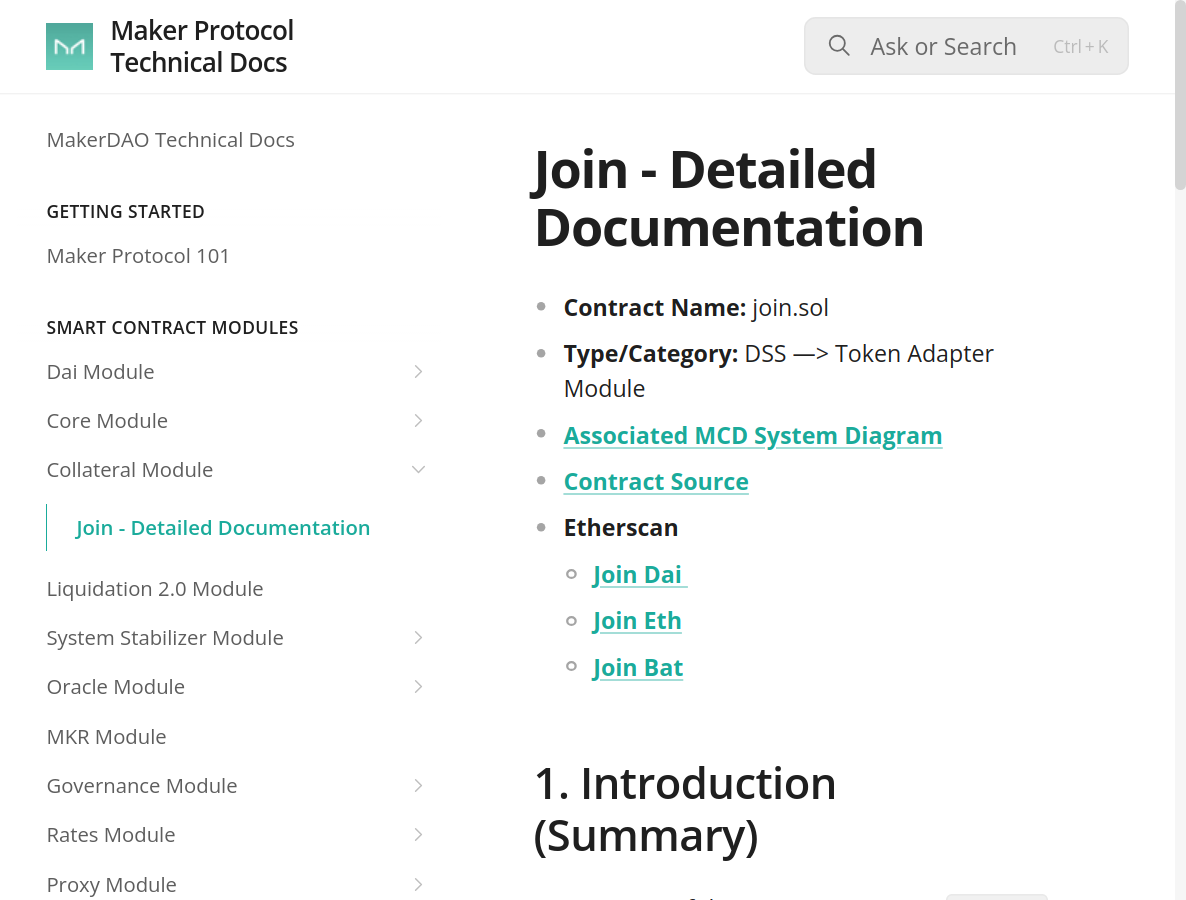 Maker Protocol
Technical Docs
Ask or Search
Ctrl + K
MakerDAO Technical Docs
GETTING STARTED
Maker Protocol 101
SMART CONTRACT MODULES
Dai Module
Core Module
Collateral Module
Join - Detailed Documentation
Liquidation 2.0 Module
System Stabilizer Module
Oracle Module
MKR Module
Governance Module
Rates Module
Proxy Module
Join - Detailed
Documentation
Contract Name: join.sol
Type/Category: DSS —> Token Adapter
Module
Associated MCD System Diagram
Contract Source
Etherscan
Join Dai
Join Eth
Join Bat
1. Introduction
(Summary)